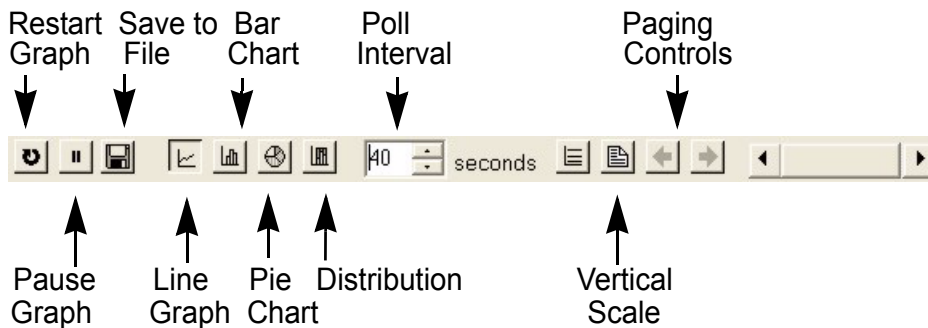 Restart Save to Bar Poll Paging
Graph File Chart Interval Controls
40 seconds
Pause Line Pie Distribution Vertical
Graph Graph Chart Scale